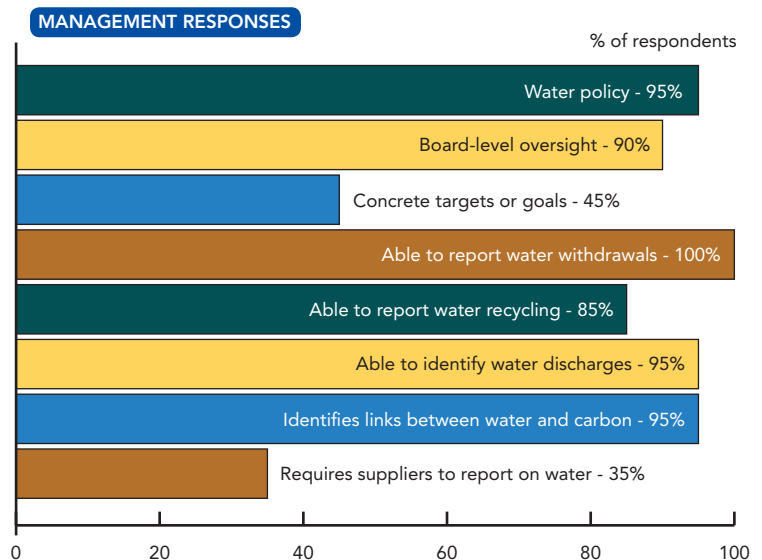 MANAGEMENT RESPONSES
% of respondents
Water policy - 95%
Board-level oversight - 90%
Concrete targets or goals - 45%
Able to report water withdrawals - 100%
Able to report water recycling - 85%
Able to identify water discharges - 95%
Identifies links between water and carbon - 95%
Requires suppliers to report on water - 35%
0 20 40 60 80 100